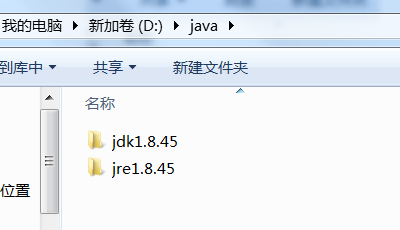 我的电脑 ▸ 新加卷 (D:) ▸ java ▸
到库中 ▾ 共享 ▾ 新建文件夹
名称
jdk1.8.45
jre1.8.45
位置